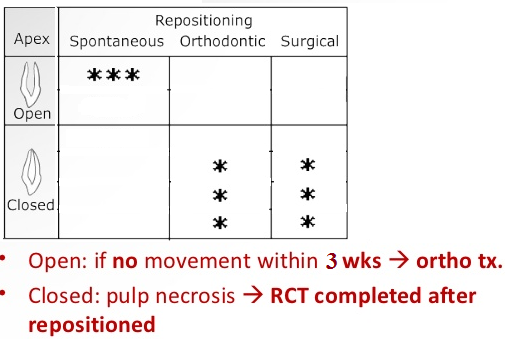 Repositioning
Apex Spontaneous Orthodontic Surgical
***
Open
* *
* *
Closed * *
• Open: if no movement within 3 wks → ortho tx.
• Closed: pulp necrosis → RCT completed after
repositioned